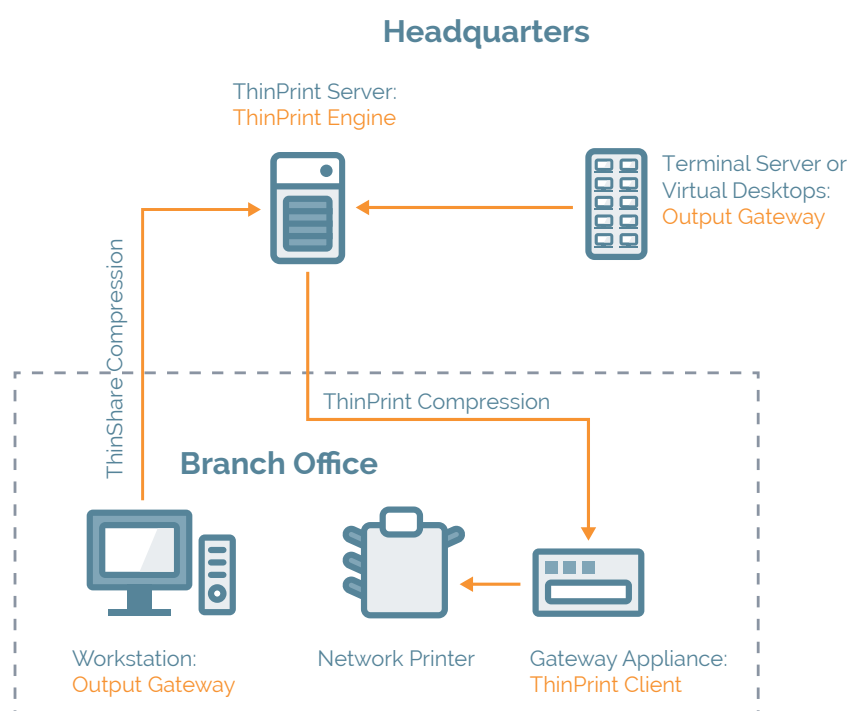 Headquarters
ThinPrint Server:
ThinPrint Engine
Terminal Server or
Virtual Desktops:
Output Gateway
ThinShare Compression
ThinPrint Compression
Branch Office
Workstation:
Output Gateway
Network Printer
Gateway Appliance:
ThinPrint Client